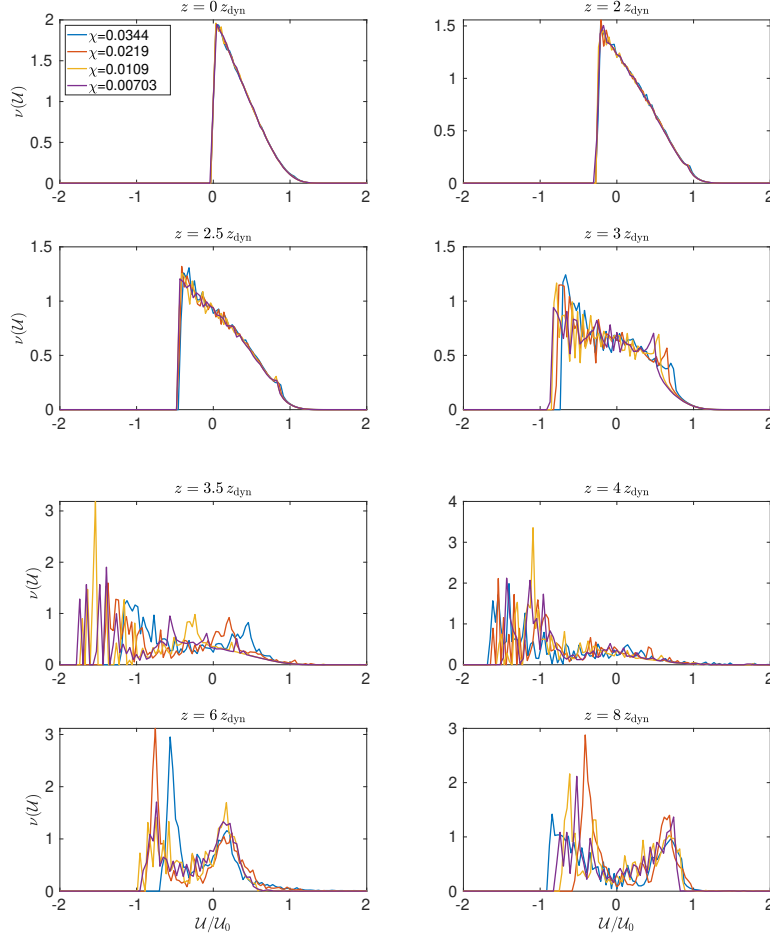 z = 0 z_dyn
z = 2 z_dyn
ν(𝒰)
2
1.5
1
0.5
0
-2 -1 0 1 2
χ=0.0344
χ=0.0219
χ=0.0109
χ=0.00703
1.5
1
0.5
0
-2 -1 0 1 2
z = 2.5 z_dyn
z = 3 z_dyn
ν(𝒰)
1.5
1
0.5
0
-2 -1 0 1 2
1.5
1
0.5
0
-2 -1 0 1 2
z = 3.5 z_dyn
z = 4 z_dyn
ν(𝒰)
3
2
1
0
-2 -1 0 1 2
4
3
2
1
0
-2 -1 0 1 2
z = 6 z_dyn
z = 8 z_dyn
ν(𝒰)
3
2
1
0
-2 -1 0 1 2
𝒰/𝒰₀
3
2
1
0
-2 -1 0 1 2
𝒰/𝒰₀